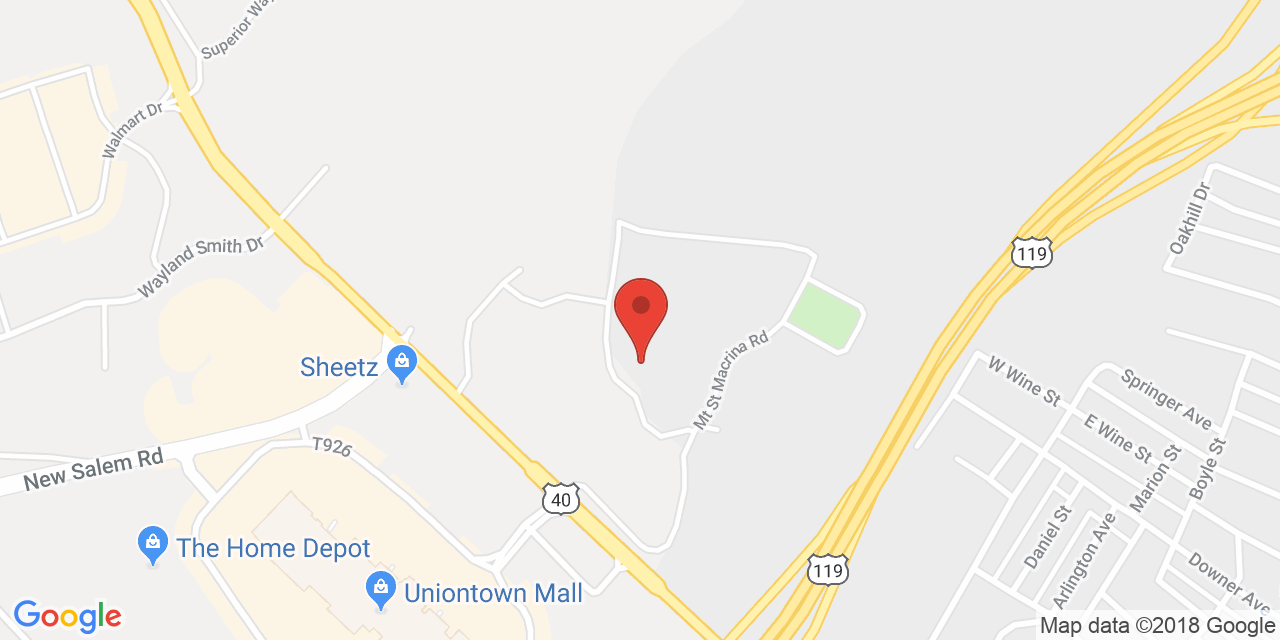 Superior Way
Walmart Dr
Wayland Smith Dr
Oakhill Dr
119
Sheetz
Mt St Macrina Rd
W Wine St
Springer Ave
E Wine St
T926
New Salem Rd
Marion St
Boyle St
40
Daniel St
Arlington Ave
The Home Depot
119
Downer Ave
Uniontown Mall
Google
Map data ©2018 Google